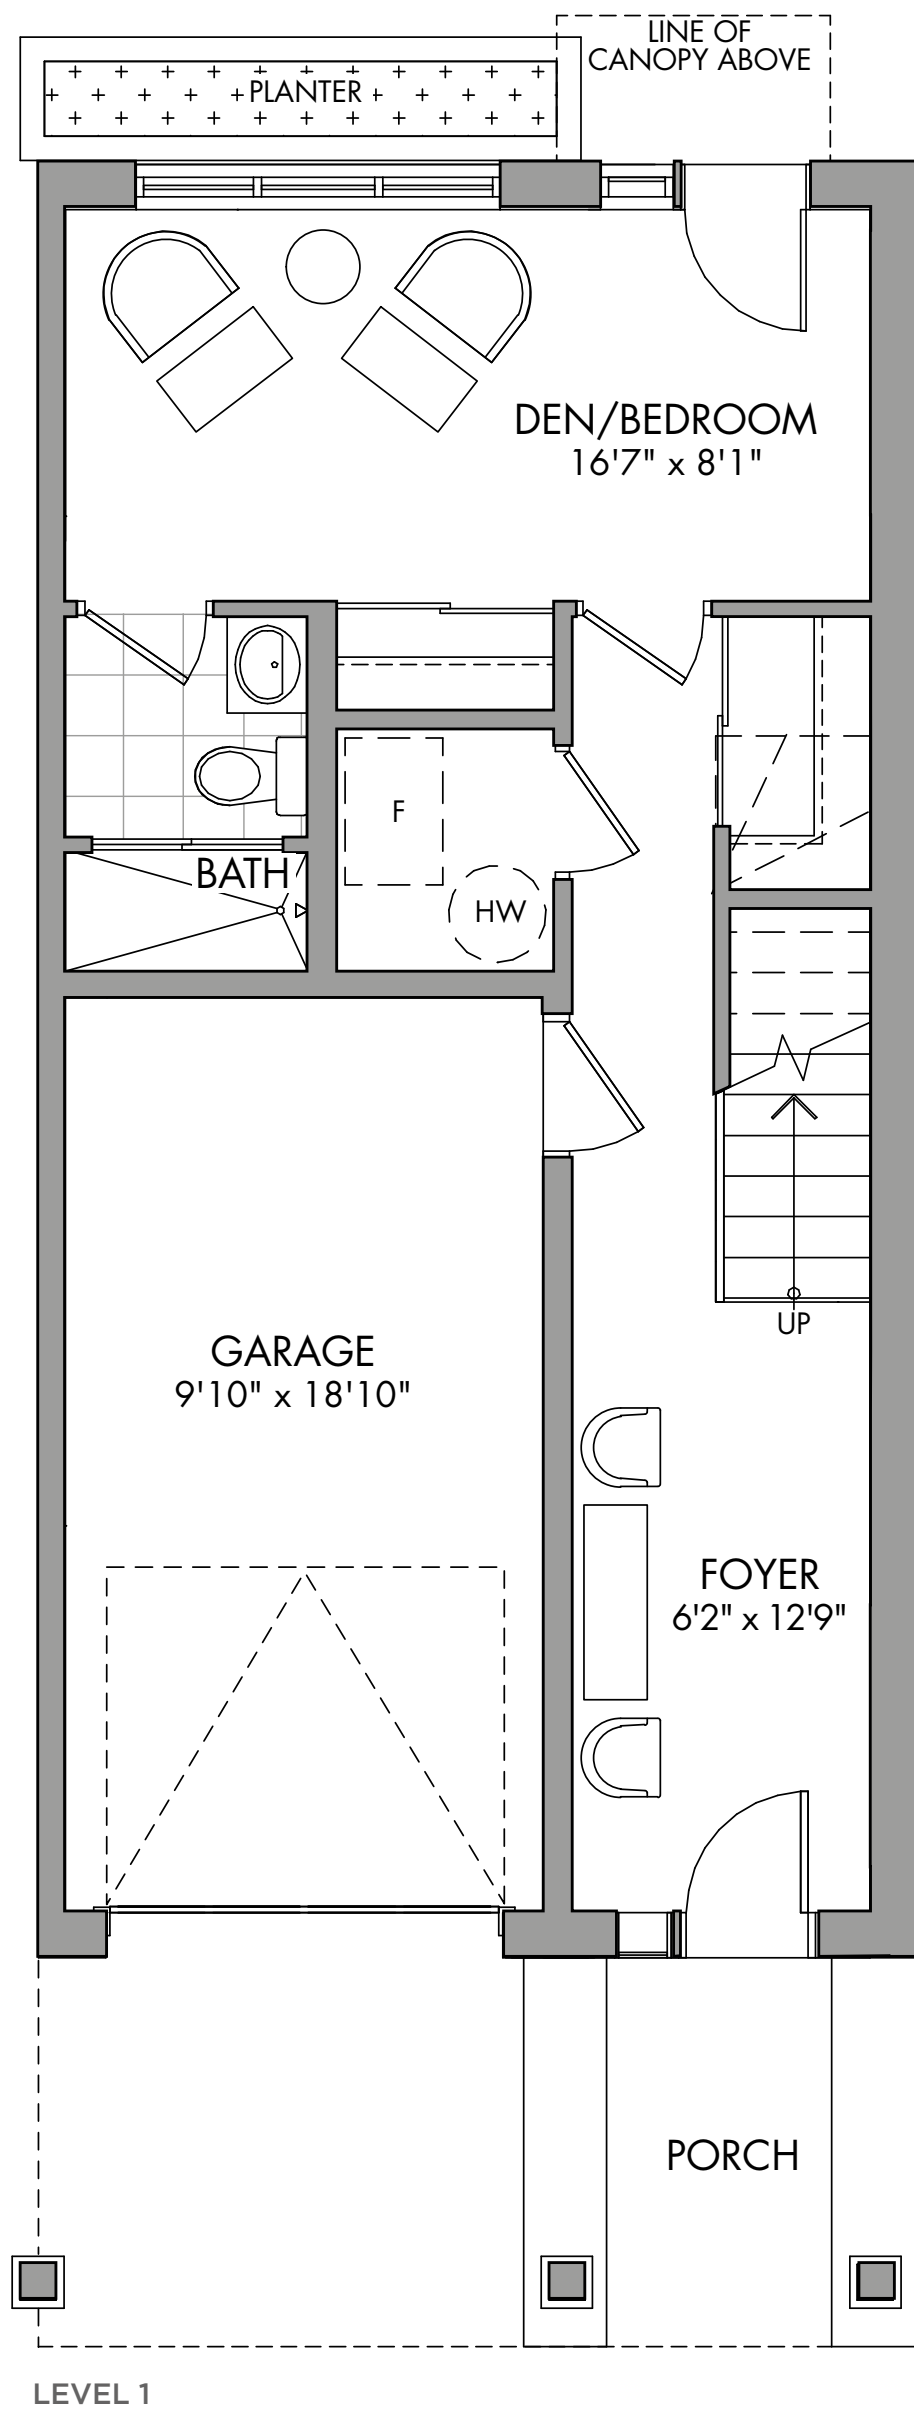 LINE OF
CANOPY ABOVE
PLANTER
DEN/BEDROOM
16'7" x 8'1"
F
BATH
HW
UP
GARAGE
9'10" x 18'10"
FOYER
6'2" x 12'9"
PORCH
LEVEL 1